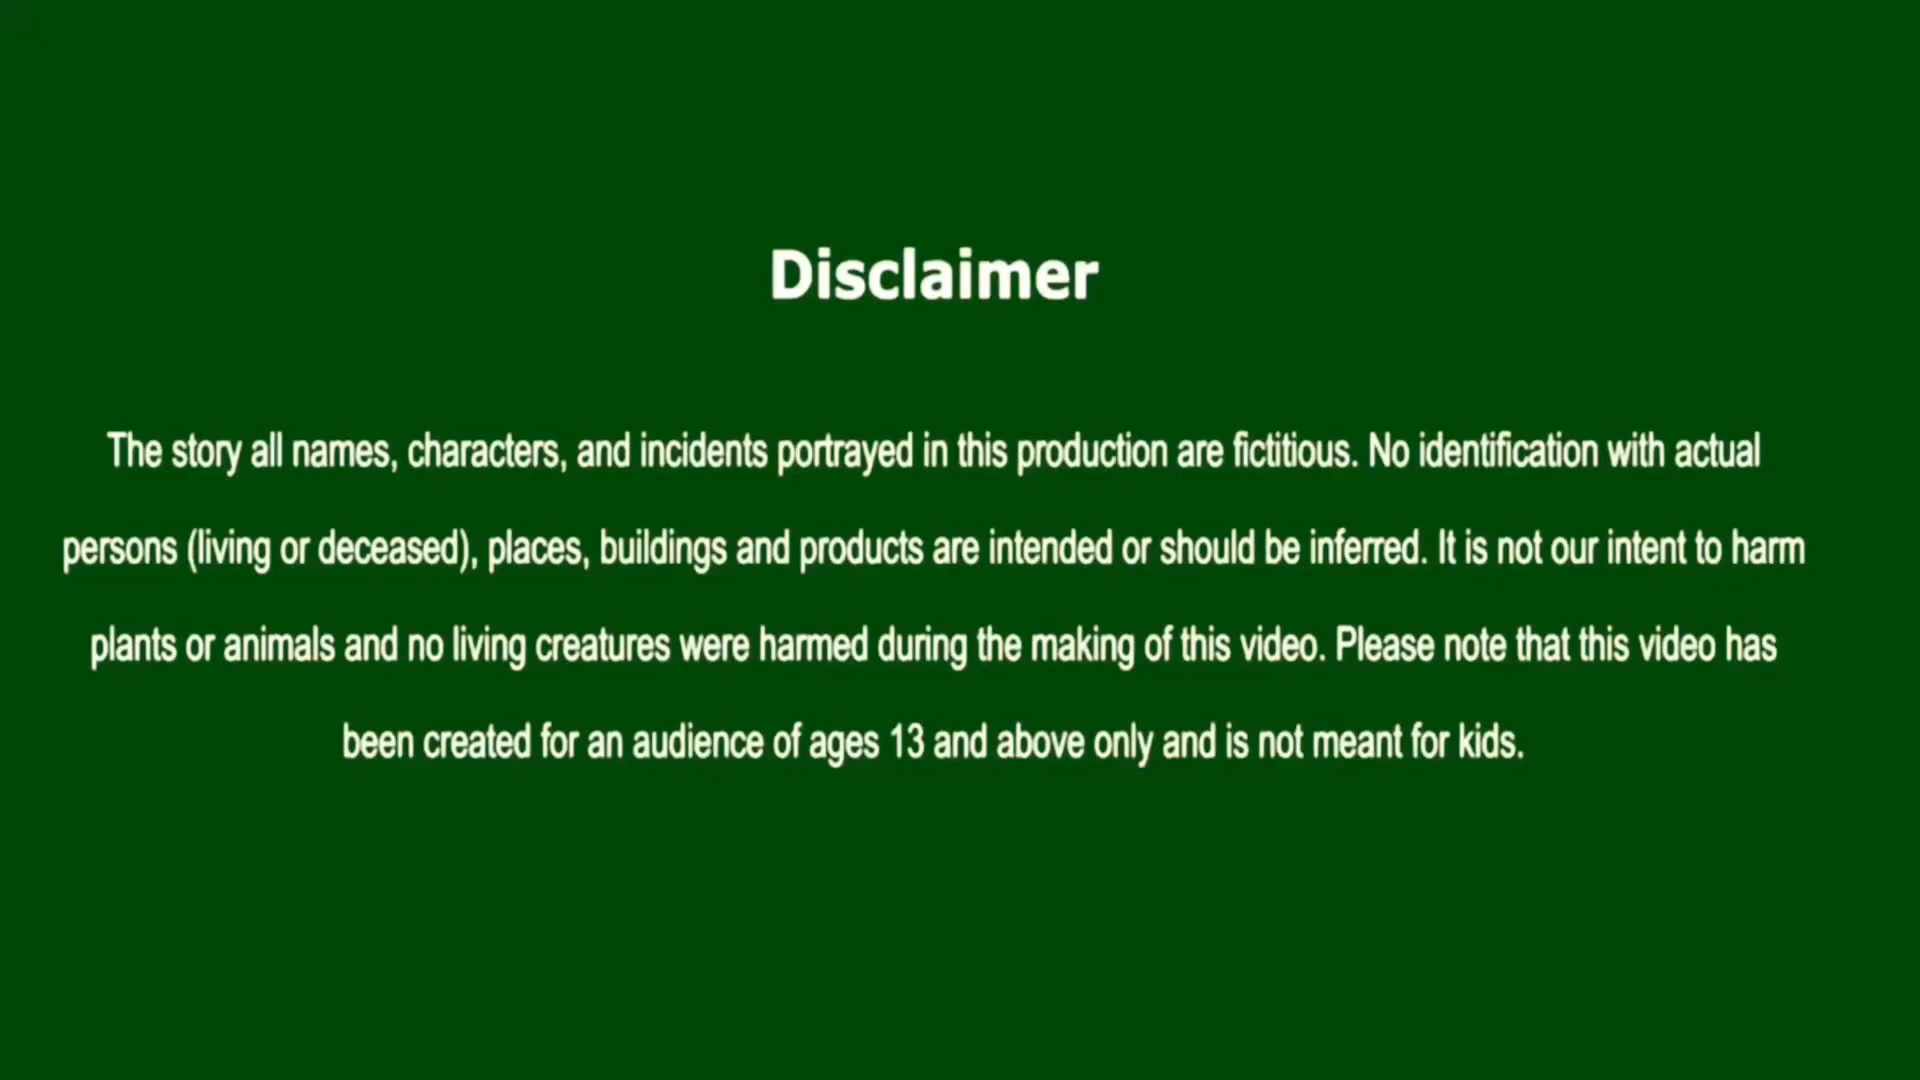 Disclaimer
The story all names, characters, and incidents portrayed in this production are fictitious. No identification with actual
persons (living or deceased), places, buildings and products are intended or should be inferred. It is not our intent to harm
plants or animals and no living creatures were harmed during the making of this video. Please note that this video has
been created for an audience of ages 13 and above only and is not meant for kids.